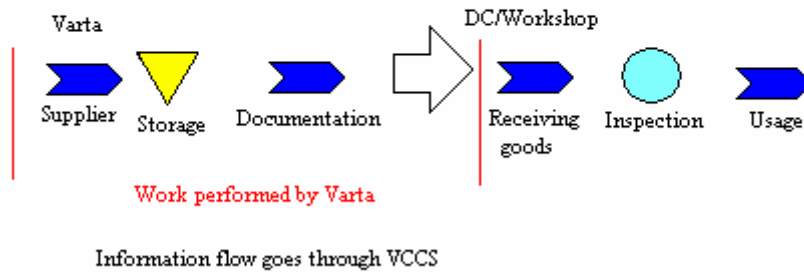 Varta
DC/Workshop
Supplier
Storage
Documentation
Receiving
goods
Inspection
Usage
Work performed by Varta
Information flow goes through VCCS